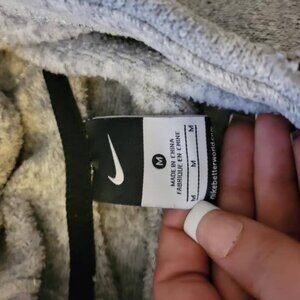 M
MADE IN CHINA
FABRIQUÉ EN CHINE
M M M M
nikebetterworld.com